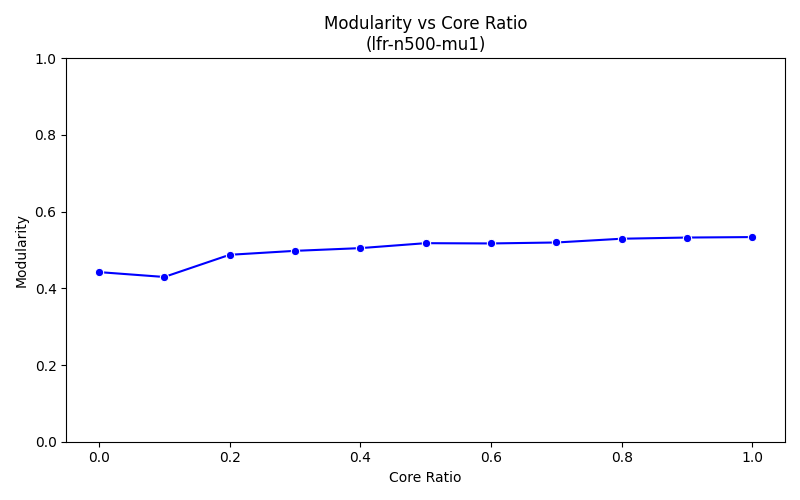 Modularity vs Core Ratio
(lfr-n500-mu1)
1.0
0.8
0.6
0.4
0.2
0.0
Modularity
0.0 0.2 0.4 0.6 0.8 1.0
Core Ratio